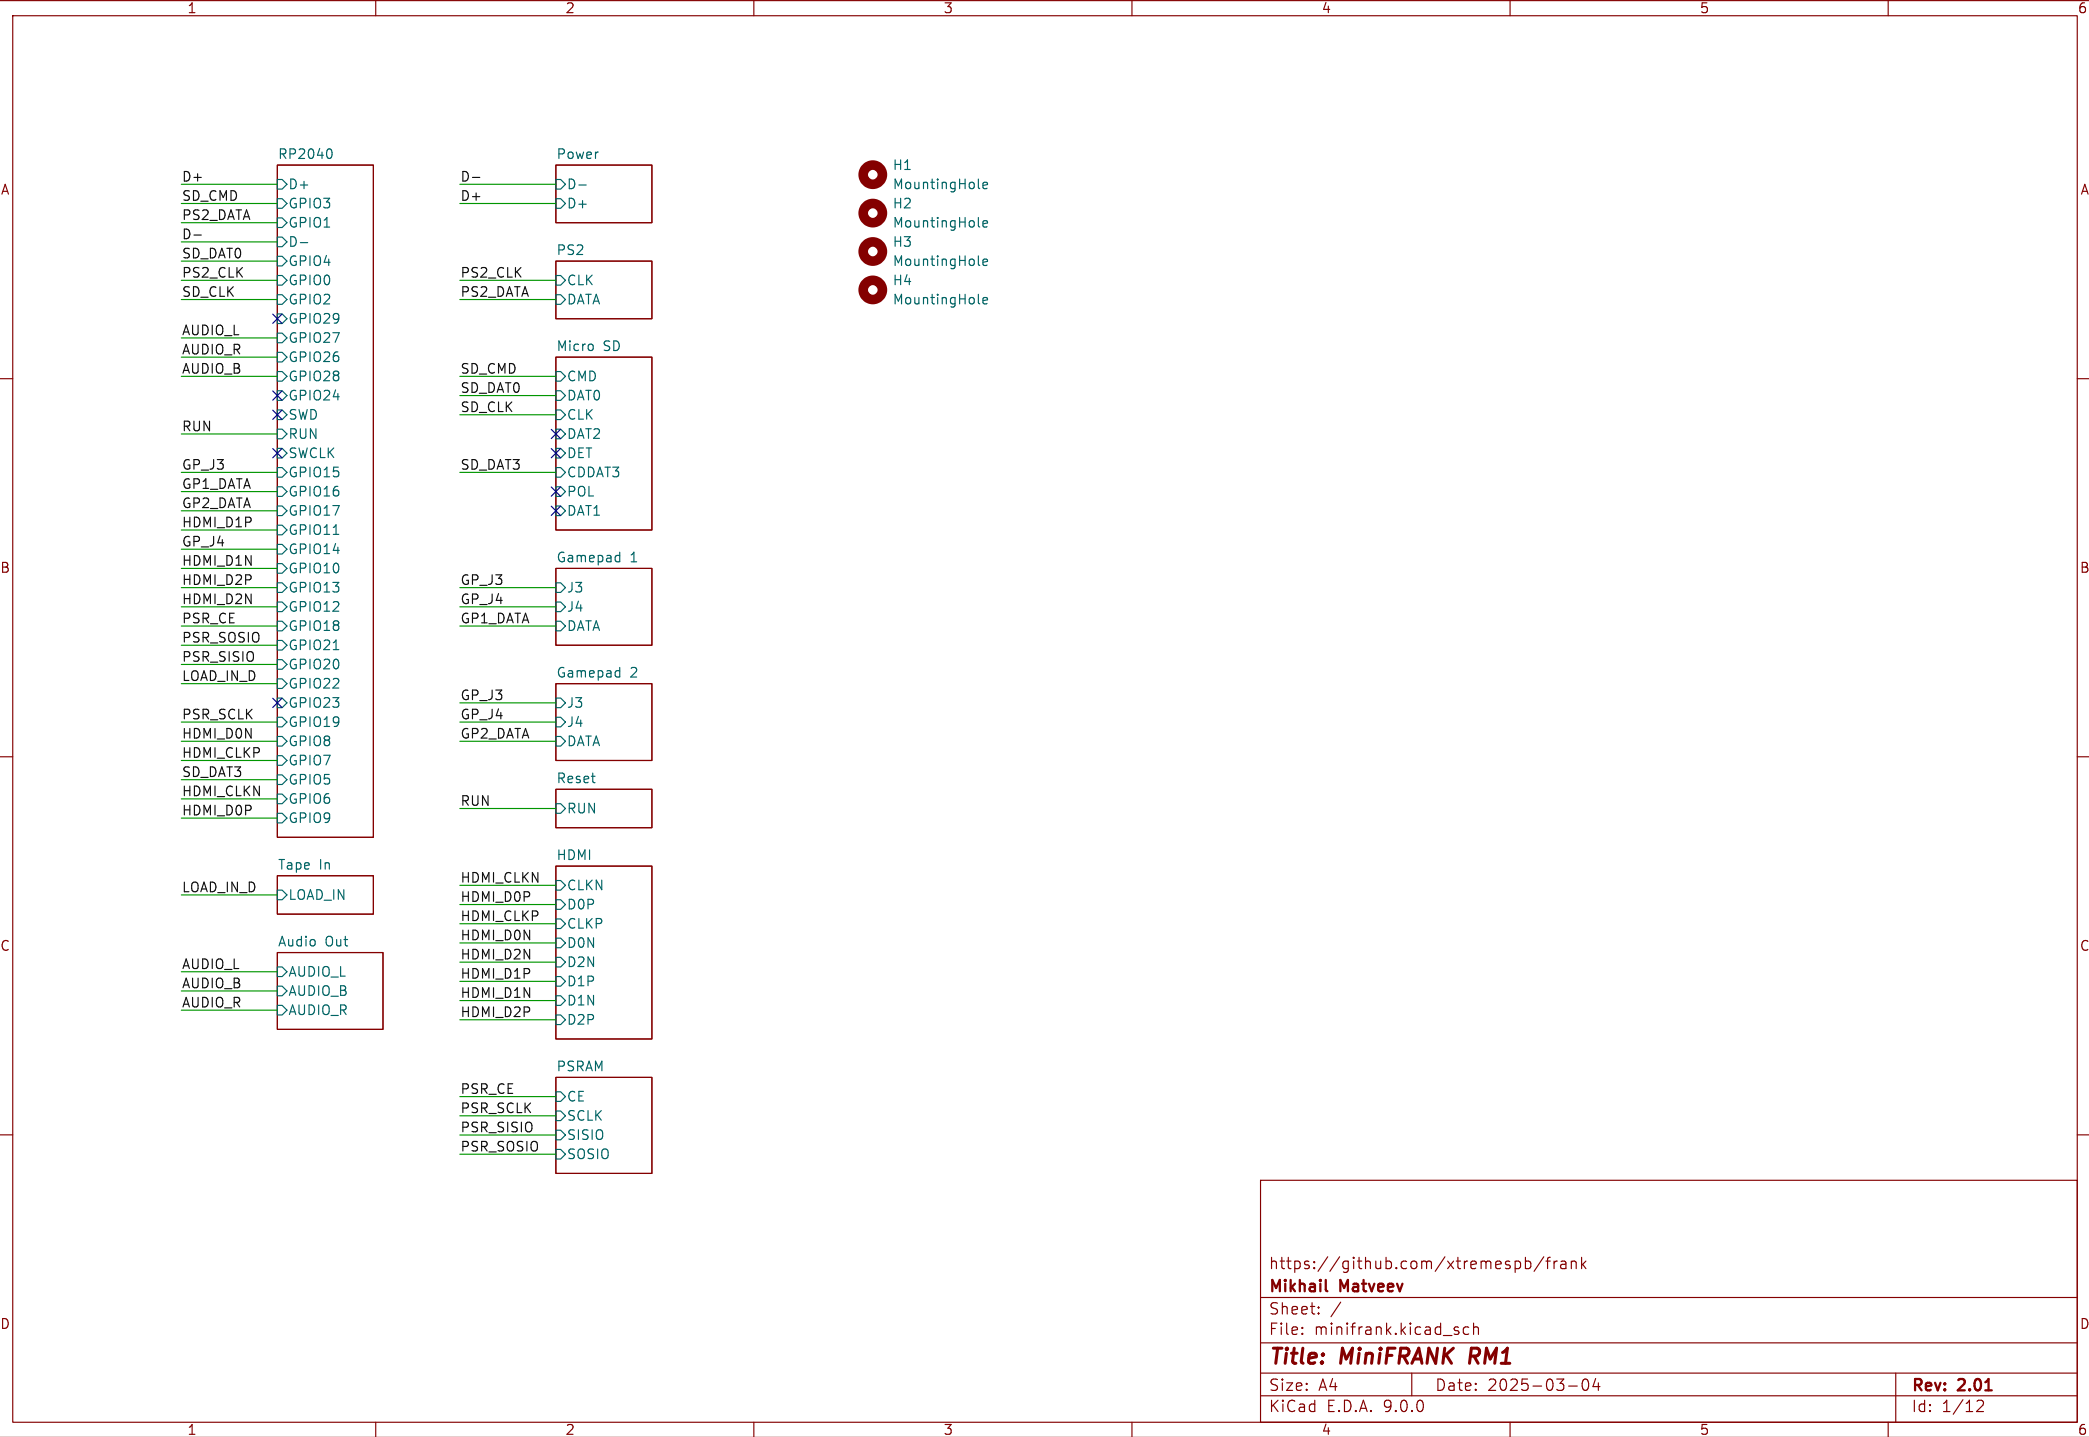 1 2 3 4 5 6
A
B
C
D
RP2040
D+ D+
SD_CMD GPIO3
PS2_DATA GPIO1
D- D-
SD_DAT0 GPIO4
PS2_CLK GPIO0
SD_CLK GPIO2
GPIO29
AUDIO_L GPIO27
AUDIO_R GPIO26
AUDIO_B GPIO28
GPIO24
SWD
RUN RUN
SWCLK
GP_J3 GPIO15
GP1_DATA GPIO16
GP2_DATA GPIO17
HDMI_D1P GPIO11
GP_J4 GPIO14
HDMI_D1N GPIO10
HDMI_D2P GPIO13
HDMI_D2N GPIO12
PSR_CE GPIO18
PSR_SOSIO GPIO21
PSR_SISIO GPIO20
LOAD_IN_D GPIO22
GPIO23
PSR_SCLK GPIO19
HDMI_D0N GPIO8
HDMI_CLKP GPIO7
SD_DAT3 GPIO5
HDMI_CLKN GPIO6
HDMI_D0P GPIO9
Tape In
LOAD_IN_D LOAD_IN
Audio Out
AUDIO_L AUDIO_L
AUDIO_B AUDIO_B
AUDIO_R AUDIO_R
Power
D- D-
D+ D+
PS2
PS2_CLK CLK
PS2_DATA DATA
Micro SD
SD_CMD CMD
SD_DAT0 DAT0
SD_CLK CLK
DAT2
DET
SD_DAT3 CDDAT3
POL
DAT1
Gamepad 1
GP_J3 J3
GP_J4 J4
GP1_DATA DATA
Gamepad 2
GP_J3 J3
GP_J4 J4
GP2_DATA DATA
Reset
RUN RUN
HDMI
HDMI_CLKN CLKN
HDMI_D0P D0P
HDMI_CLKP CLKP
HDMI_D0N D0N
HDMI_D2N D2N
HDMI_D1P D1P
HDMI_D1N D1N
HDMI_D2P D2P
PSRAM
PSR_CE CE
PSR_SCLK SCLK
PSR_SISIO SISIO
PSR_SOSIO SOSIO
H1
MountingHole
H2
MountingHole
H3
MountingHole
H4
MountingHole
A
B
C
D
https://github.com/xtremespb/frank
Mikhail Matveev
Sheet: /
File: minifrank.kicad_sch
Title: MiniFRANK RM1
Size: A4 Date: 2025-03-04 Rev: 2.01
KiCad E.D.A. 9.0.0 Id: 1/12
1 2 3 4 5 6